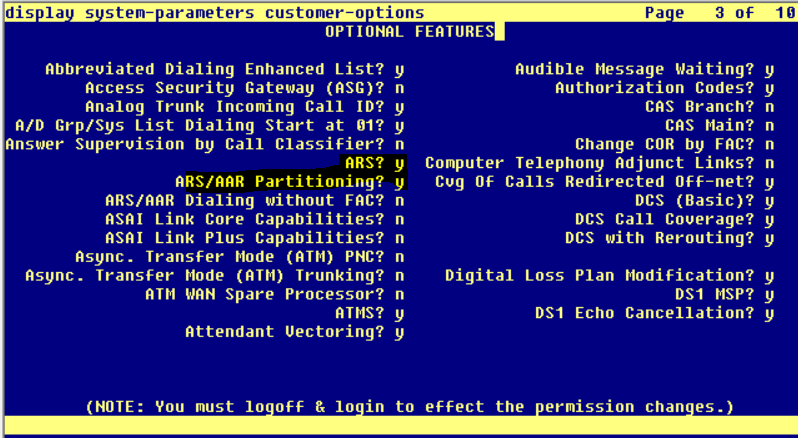 display system-parameters customer-options Page 3 of 10
OPTIONAL FEATURES
Abbreviated Dialing Enhanced List? y Audible Message Waiting? y
Access Security Gateway (ASG)? n Authorization Codes? y
Analog Trunk Incoming Call ID? y CAS Branch? n
A/D Grp/Sys List Dialing Start at 01? y CAS Main? n
Answer Supervision by Call Classifier? n Change COR by FAC? n
ARS? y Computer Telephony Adjunct Links? n
ARS/AAR Partitioning? y Cvg Of Calls Redirected Off-net? y
ARS/AAR Dialing without FAC? n DCS (Basic)? y
ASAI Link Core Capabilities? n DCS Call Coverage? y
ASAI Link Plus Capabilities? n DCS with Rerouting? y
Async. Transfer Mode (ATM) PNC? n
Async. Transfer Mode (ATM) Trunking? n Digital Loss Plan Modification? y
ATM WAN Spare Processor? n DS1 MSP? y
ATMS? y DS1 Echo Cancellation? y
Attendant Vectoring? y
(NOTE: You must logoff & login to effect the permission changes.)